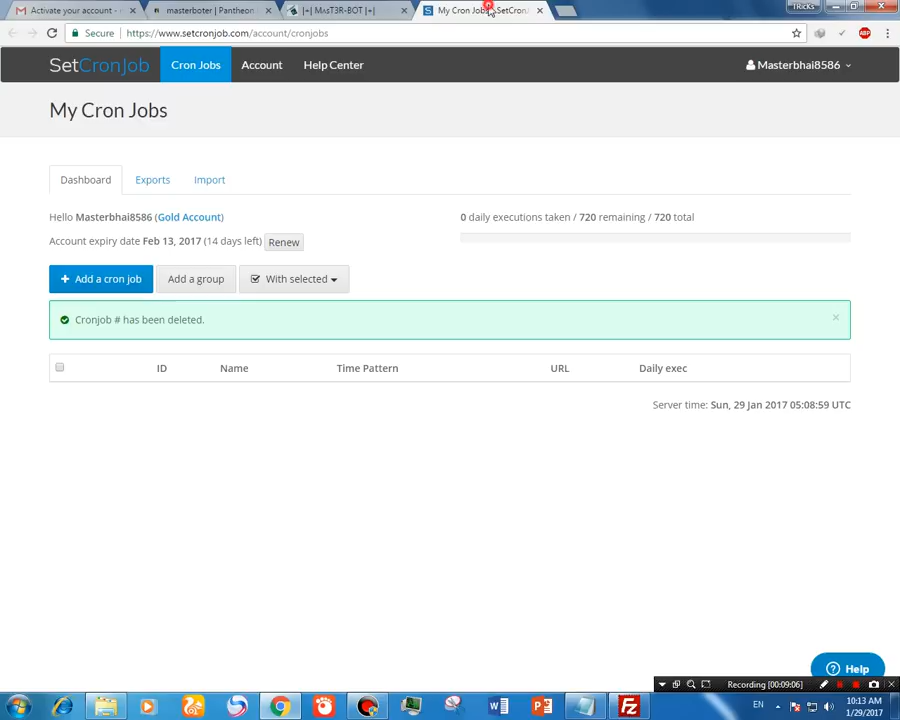 Activate your account -
masterboter | Pantheon
|+| MAsT3R-BOT |+|
My Cron Jobs - SetCron
TRicKS
Secure
https://www.setcronjob.com/account/cronjobs
ABP
SetCronJob
Cron Jobs
Account
Help Center
Masterbhai8586
My Cron Jobs
Dashboard
Exports
Import
Hello Masterbhai8586 (Gold Account)
0 daily executions taken / 720 remaining / 720 total
Account expiry date Feb 13, 2017 (14 days left)
Renew
+ Add a cron job
Add a group
With selected
Cronjob # has been deleted.
×
ID Name Time Pattern URL Daily exec
Server time: Sun, 29 Jan 2017 05:08:59 UTC
Help
Recording [00:09:06]
EN
10:13 AM
1/29/2017